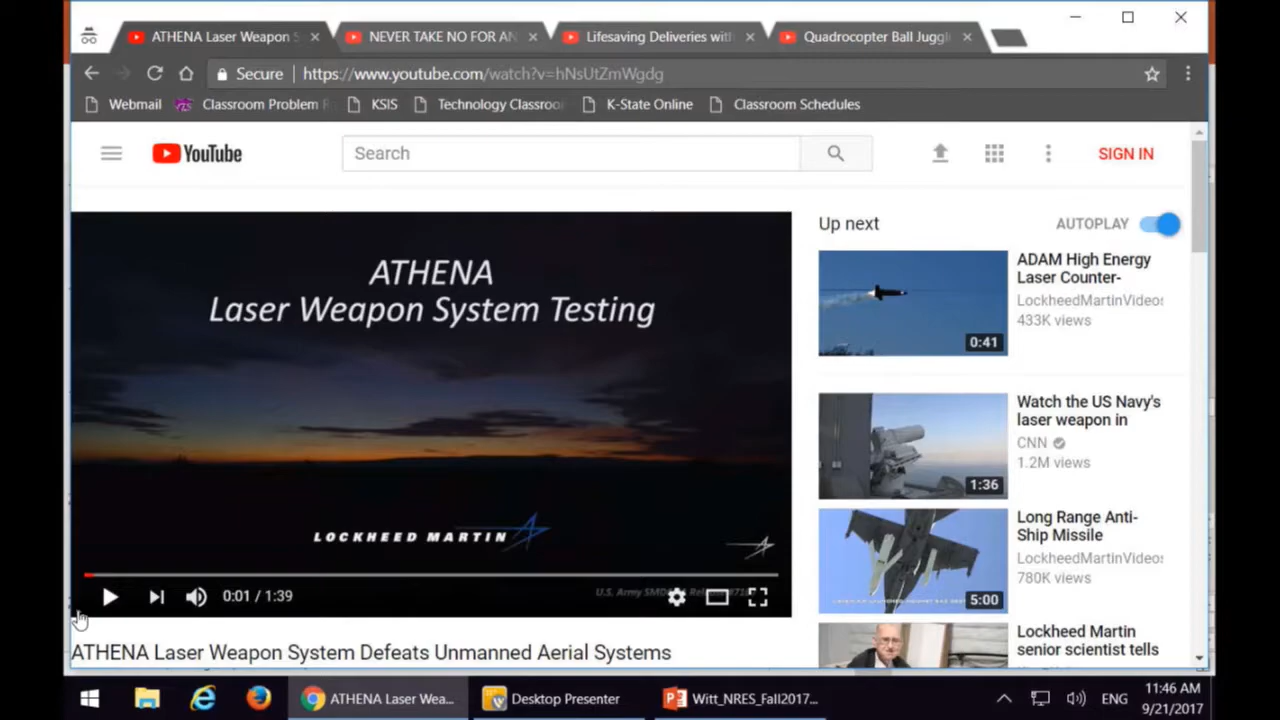 ATHENA Laser Weapon S
NEVER TAKE NO FOR AN
Lifesaving Deliveries with
Quadrocopter Ball Juggl
Secure
https://www.youtube.com/watch?v=hNsUtZmWgdg
Webmail
Classroom Problem R
KSIS
Technology Classroo
K-State Online
Classroom Schedules
YouTube
Search
SIGN IN
ATHENA
Laser Weapon System Testing
LOCKHEED MARTIN
0:01 / 1:39
ATHENA Laser Weapon System Defeats Unmanned Aerial Systems
Up next
AUTOPLAY
0:41
ADAM High Energy
Laser Counter-
LockheedMartinVideos
433K views
1:36
Watch the US Navy's
laser weapon in
CNN
1.2M views
5:00
Long Range Anti-
Ship Missile
LockheedMartinVideos
780K views
Lockheed Martin
senior scientist tells
ATHENA Laser Wea...
Desktop Presenter
Witt_NRES_Fall2017...
ENG
11:46 AM
9/21/2017